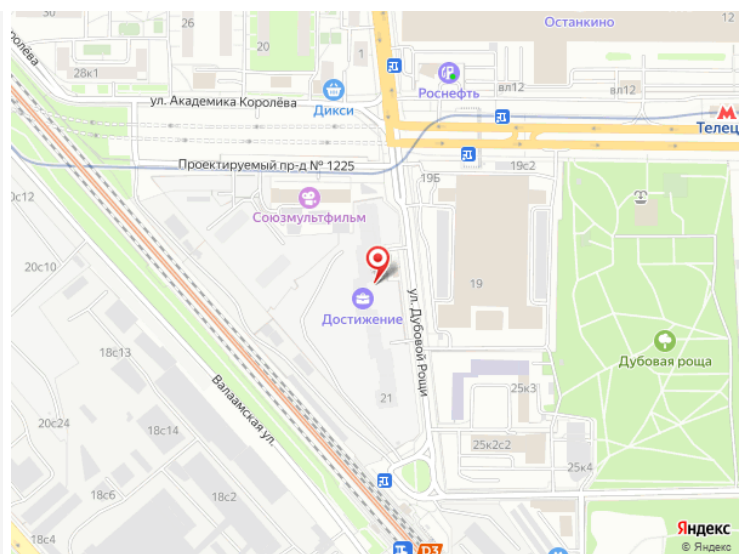 30
26
20
1
28к1
Королёва
ул. Академика Королёва
Дикси
Останкино
вл12
Роснефть
вл12
М
Телец
Проектируемый пр-д № 1225
19с2
19Б
20с12
Союзмультфильм
20с10
19
Достижение
ул. Дубовой Рощи
18с13
Дубовая роща
Валаамская ул.
25к3
21
20с24
18с14
25к2с2
25к4
18с6
18с2
18с4
D3
Яндекс
© Яндекс